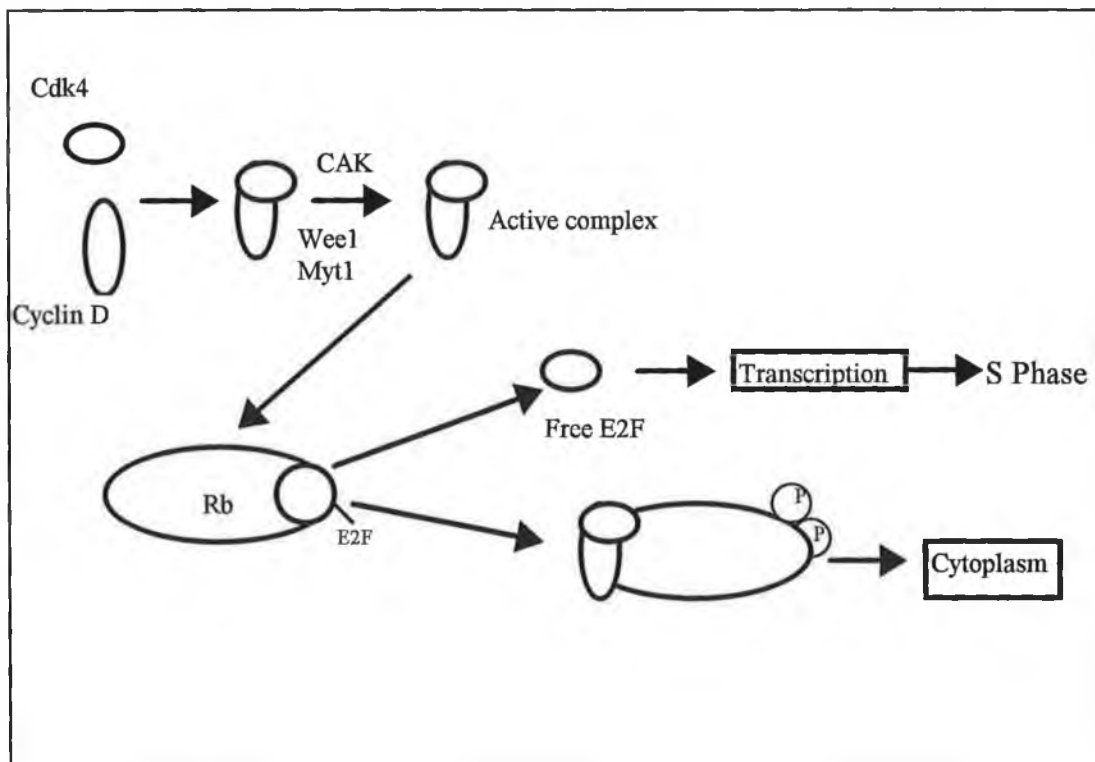 Cdk4
CAK
Wee1
Myt1
Active complex
Cyclin D
Transcription
S Phase
Free E2F
Rb
E2F
P
P
Cytoplasm